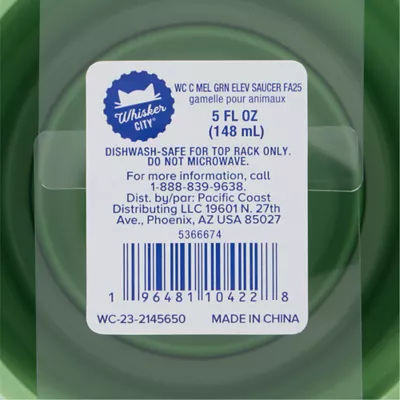 Whisker
CITY®
WC C MEL GRN ELEV SAUCER FA25
gamelle pour animaux
5 FL OZ
(148 mL)
DISHWASH-SAFE FOR TOP RACK ONLY.
DO NOT MICROWAVE.
For more information, call
1-888-839-9638.
Dist. by/par: Pacific Coast
Distributing LLC 19601 N. 27th
Ave., Phoenix, AZ USA 85027
5366674
1 96481 10422 8
WC-23-2145650 MADE IN CHINA